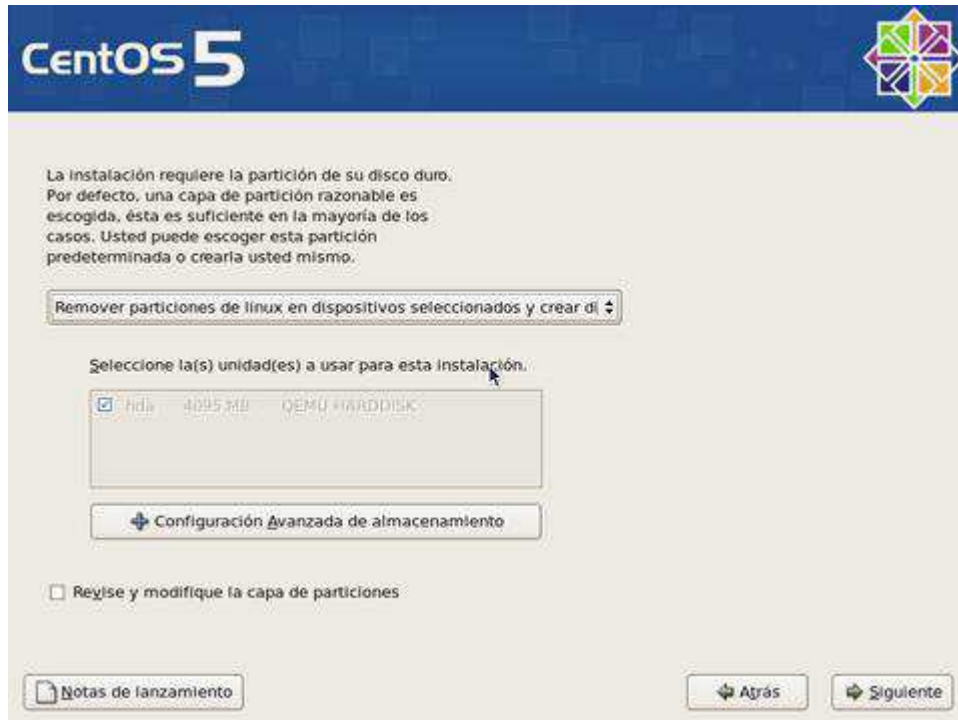 CentOS 5
La instalación requiere la partición de su disco duro.
Por defecto, una capa de partición razonable es
escogida, ésta es suficiente en la mayoría de los
casos. Usted puede escoger esta partición
predeterminada o crearla usted mismo.
Remover particiones de linux en dispositivos seleccionados y crear di
Seleccione la(s) unidad(es) a usar para esta instalación.
hda 4095 MB QEMU HARDDISK
Configuración Avanzada de almacenamiento
Revise y modifique la capa de particiones
Notas de lanzamiento
Atrás
Siguiente